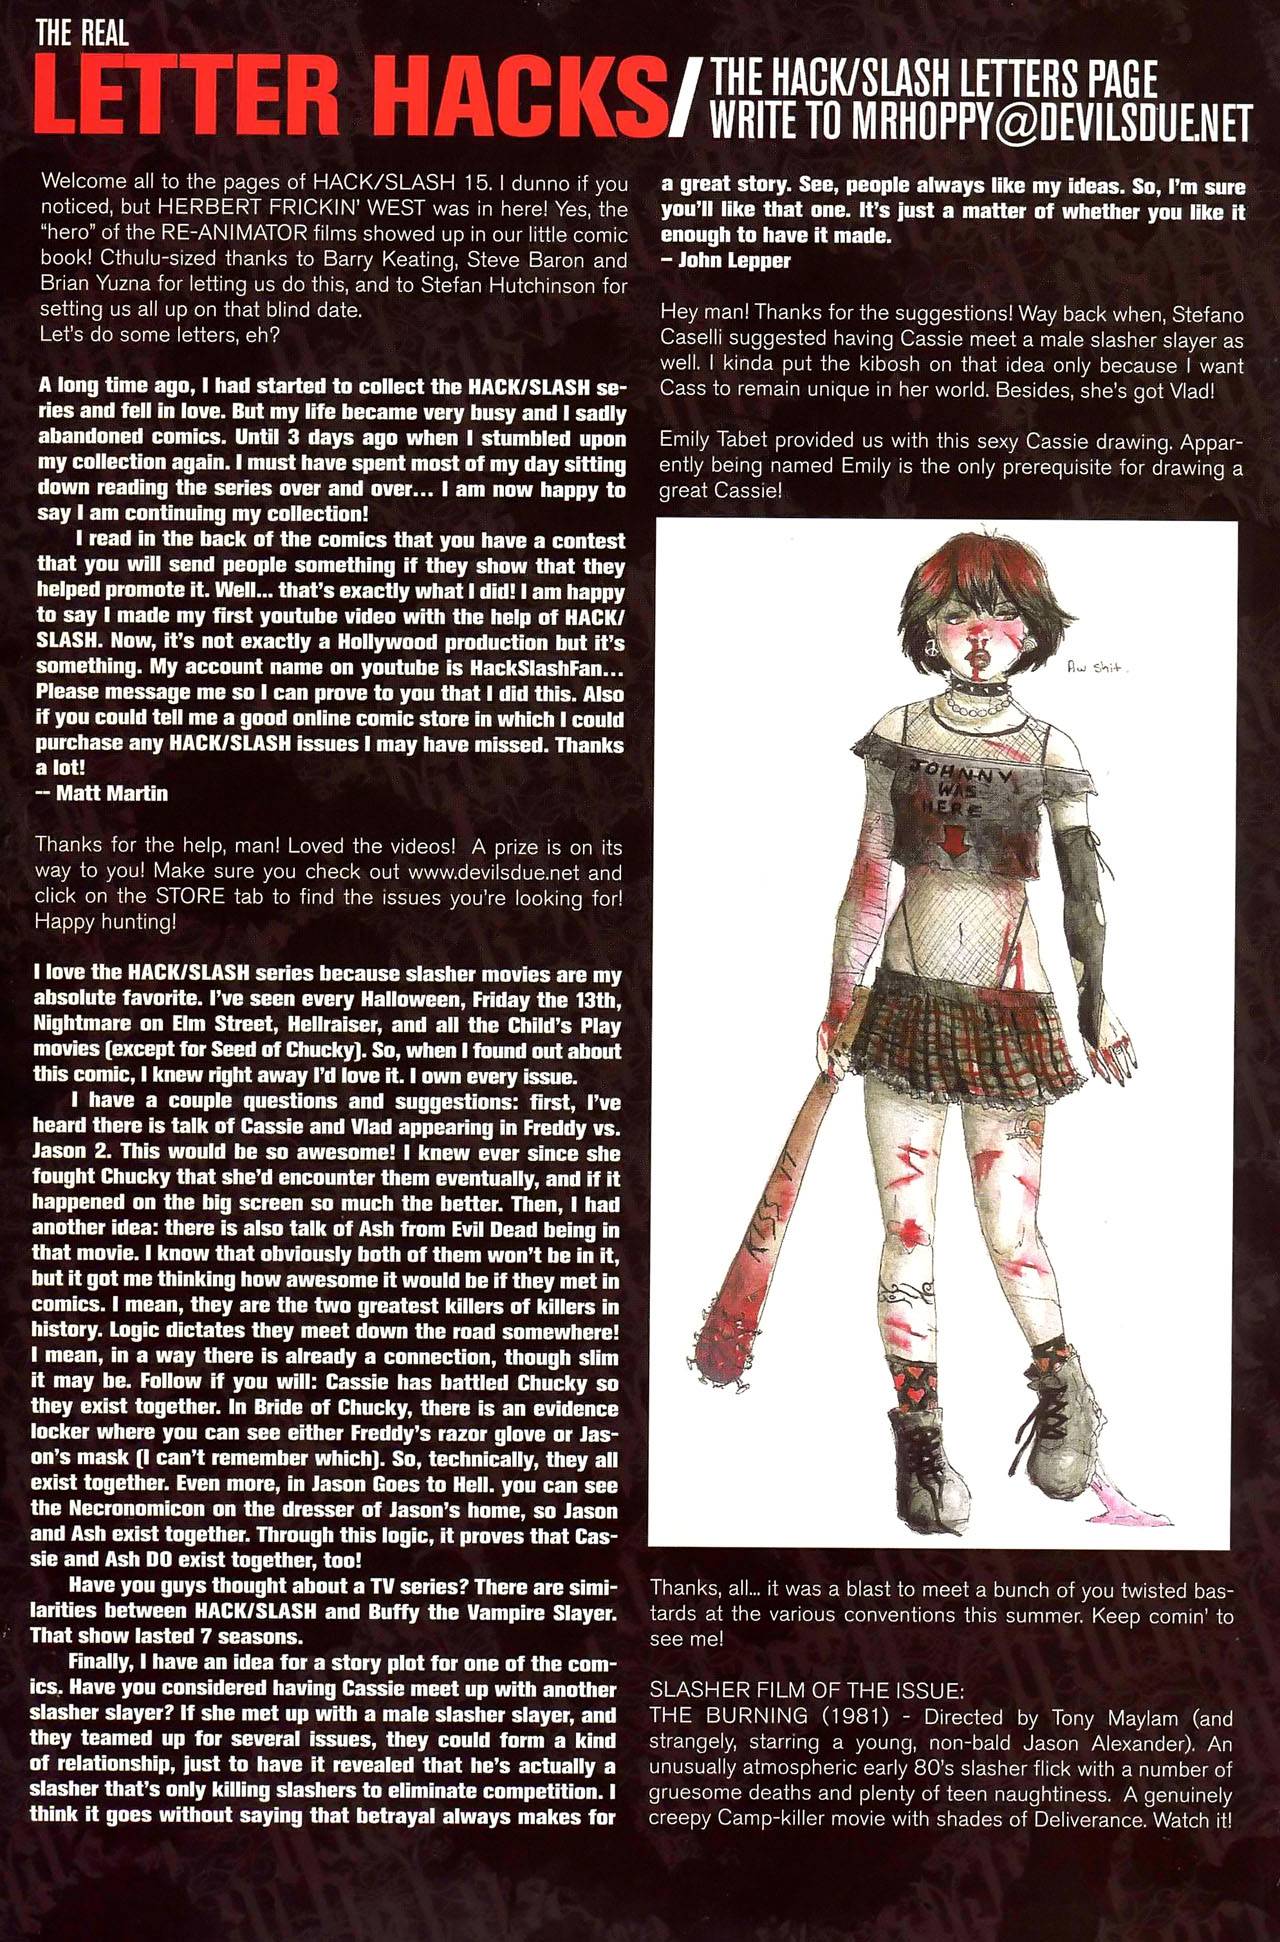 THE REAL
LETTER HACKS/
THE HACK/SLASH LETTERS PAGE
WRITE TO MRHOPPY@DEVILSDUE.NET
Welcome all to the pages of HACK/SLASH 15. I dunno if you
noticed, but HERBERT FRICKIN' WEST was in here! Yes, the
“hero” of the RE-ANIMATOR films showed up in our little comic
book! Cthulu-sized thanks to Barry Keating, Steve Baron and
Brian Yuzna for letting us do this, and to Stefan Hutchinson for
setting us all up on that blind date.
Let's do some letters, eh?
A long time ago, I had started to collect the HACK/SLASH se-
ries and fell in love. But my life became very busy and I sadly
abandoned comics. Until 3 days ago when I stumbled upon
my collection again. I must have spent most of my day sitting
down reading the series over and over... I am now happy to
say I am continuing my collection!
I read in the back of the comics that you have a contest
that you will send people something if they show that they
helped promote it. Well... that's exactly what I did! I am happy
to say I made my first youtube video with the help of HACK/
SLASH. Now, it's not exactly a Hollywood production but it's
something. My account name on youtube is HackSlashFan...
Please message me so I can prove to you that I did this. Also
if you could tell me a good online comic store in which I could
purchase any HACK/SLASH issues I may have missed. Thanks
a lot!
-- Matt Martin
Thanks for the help, man! Loved the videos!  A prize is on its
way to you! Make sure you check out www.devilsdue.net and
click on the STORE tab to find the issues you're looking for!
Happy hunting!
I love the HACK/SLASH series because slasher movies are my
absolute favorite. I've seen every Halloween, Friday the 13th,
Nightmare on Elm Street, Hellraiser, and all the Child's Play
movies (except for Seed of Chucky). So, when I found out about
this comic, I knew right away I'd love it. I own every issue.
I have a couple questions and suggestions: first, I've
heard there is talk of Cassie and Vlad appearing in Freddy vs.
Jason 2. This would be so awesome! I knew ever since she
fought Chucky that she'd encounter them eventually, and if it
happened on the big screen so much the better. Then, I had
another idea: there is also talk of Ash from Evil Dead being in
that movie. I know that obviously both of them won't be in it,
but it got me thinking how awesome it would be if they met in
comics. I mean, they are the two greatest killers of killers in
history. Logic dictates they meet down the road somewhere!
I mean, in a way there is already a connection, though slim
it may be. Follow if you will: Cassie has battled Chucky so
they exist together. In Bride of Chucky, there is an evidence
locker where you can see either Freddy's razor glove or Jas-
on's mask (I can't remember which). So, technically, they all
exist together. Even more, in Jason Goes to Hell. you can see
the Necronomicon on the dresser of Jason's home, so Jason
and Ash exist together. Through this logic, it proves that Cas-
sie and Ash DO exist together, too!
Have you guys thought about a TV series? There are simi-
larities between HACK/SLASH and Buffy the Vampire Slayer.
That show lasted 7 seasons.
Finally, I have an idea for a story plot for one of the com-
ics. Have you considered having Cassie meet up with another
slasher slayer? If she met up with a male slasher slayer, and
they teamed up for several issues, they could form a kind
of relationship, just to have it revealed that he's actually a
slasher that's only killing slashers to eliminate competition. I
think it goes without saying that betrayal always makes for
a great story. See, people always like my ideas. So, I'm sure
you'll like that one. It's just a matter of whether you like it
enough to have it made.
– John Lepper
Hey man! Thanks for the suggestions! Way back when, Stefano
Caselli suggested having Cassie meet a male slasher slayer as
well. I kinda put the kibosh on that idea only because I want
Cass to remain unique in her world. Besides, she's got Vlad!
Emily Tabet provided us with this sexy Cassie drawing. Appar-
ently being named Emily is the only prerequisite for drawing a
great Cassie!
Aw shit.
JOHNNY
WAS
HERE
KISS IT
Thanks, all... it was a blast to meet a bunch of you twisted bas-
tards at the various conventions this summer. Keep comin' to
see me!
SLASHER FILM OF THE ISSUE:
THE BURNING (1981) - Directed by Tony Maylam (and
strangely, starring a young, non-bald Jason Alexander). An
unusually atmospheric early 80's slasher flick with a number of
gruesome deaths and plenty of teen naughtiness.  A genuinely
creepy Camp-killer movie with shades of Deliverance. Watch it!